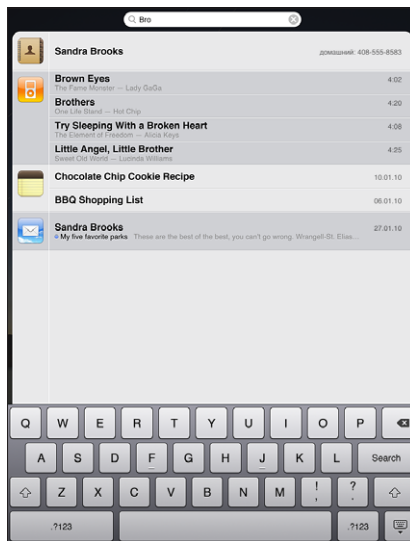 Bro
Sandra Brooks домашний: 408-555-8583
Brown Eyes 4:02
The Fame Monster — Lady GaGa
Brothers 4:20
One Life Stand — Hot Chip
Try Sleeping With a Broken Heart 4:08
The Element of Freedom — Alicia Keys
Little Angel, Little Brother 4:25
Sweet Old World — Lucinda Williams
Chocolate Chip Cookie Recipe 10.01.10
BBQ Shopping List 06.01.10
Sandra Brooks 27.01.10
My five favorite parks These are the best of the best, you can't go wrong. Wrangell-St. Elias...
Q W E R T Y U I O P
A S D F G H J K L Search
Z X C V B N M ! , ? .
.?123 .?123